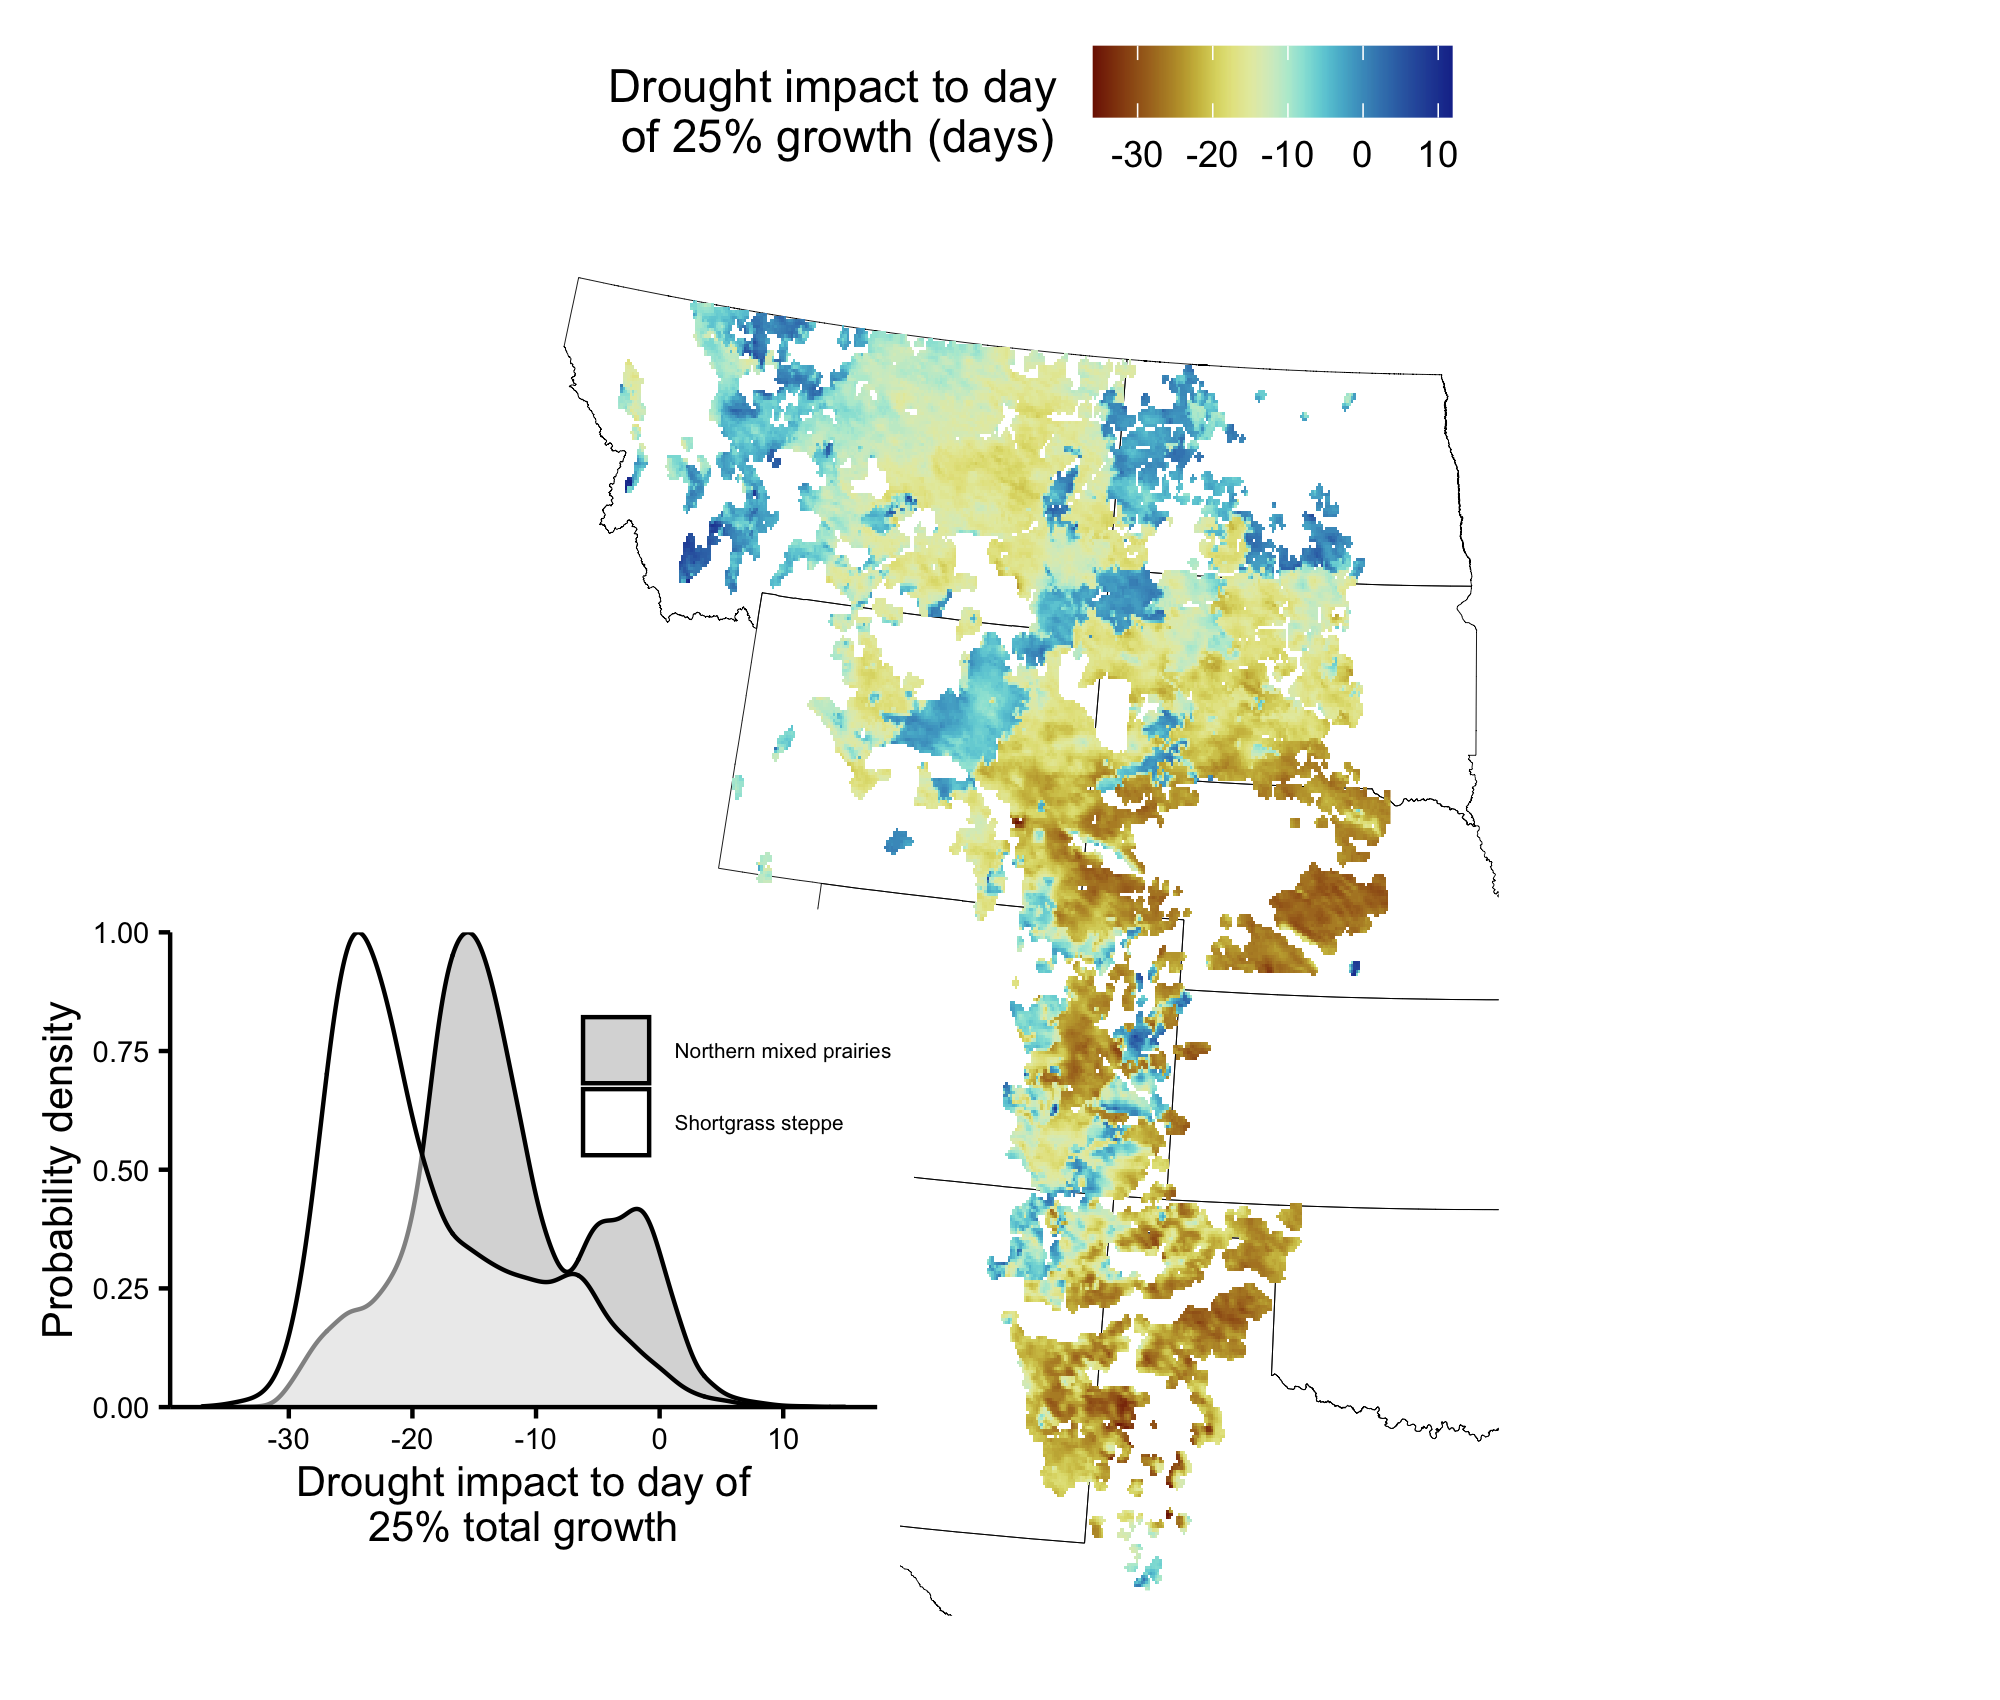 Drought impact to day
of 25% growth (days)
-30 -20 -10 0 10
1.00
0.75
0.50
0.25
0.00
Probability density
Northern mixed prairies
Shortgrass steppe
-30 -20 -10 0 10
Drought impact to day of
25% total growth